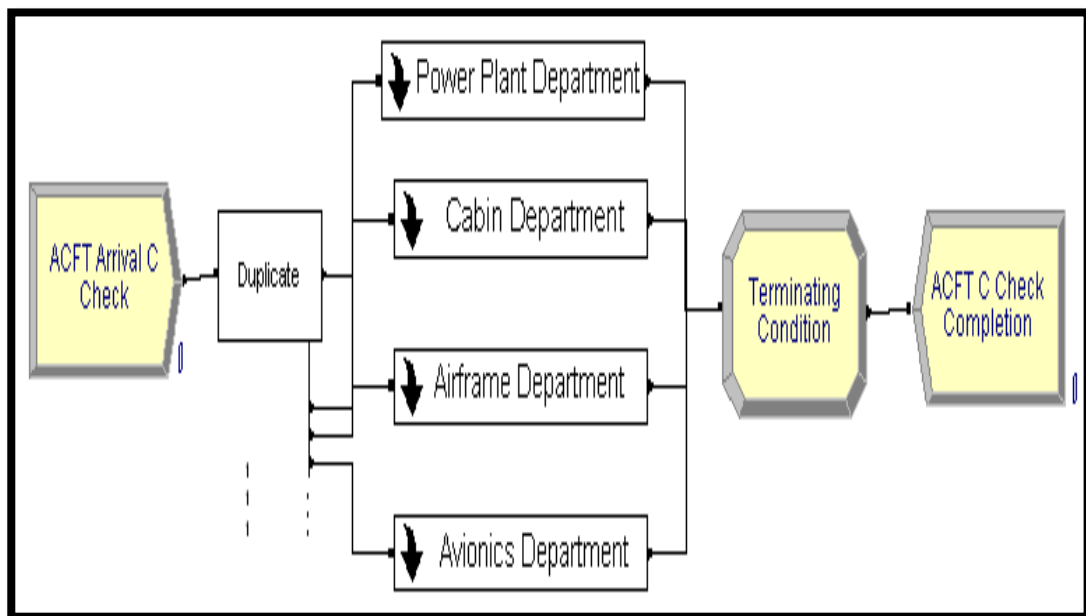 Power Plant Department
Cabin Department
ACFT Arrival C
Check
0
Duplicate
Airframe Department
Avionics Department
Terminating
Condition
ACFT C Check
Completion
0